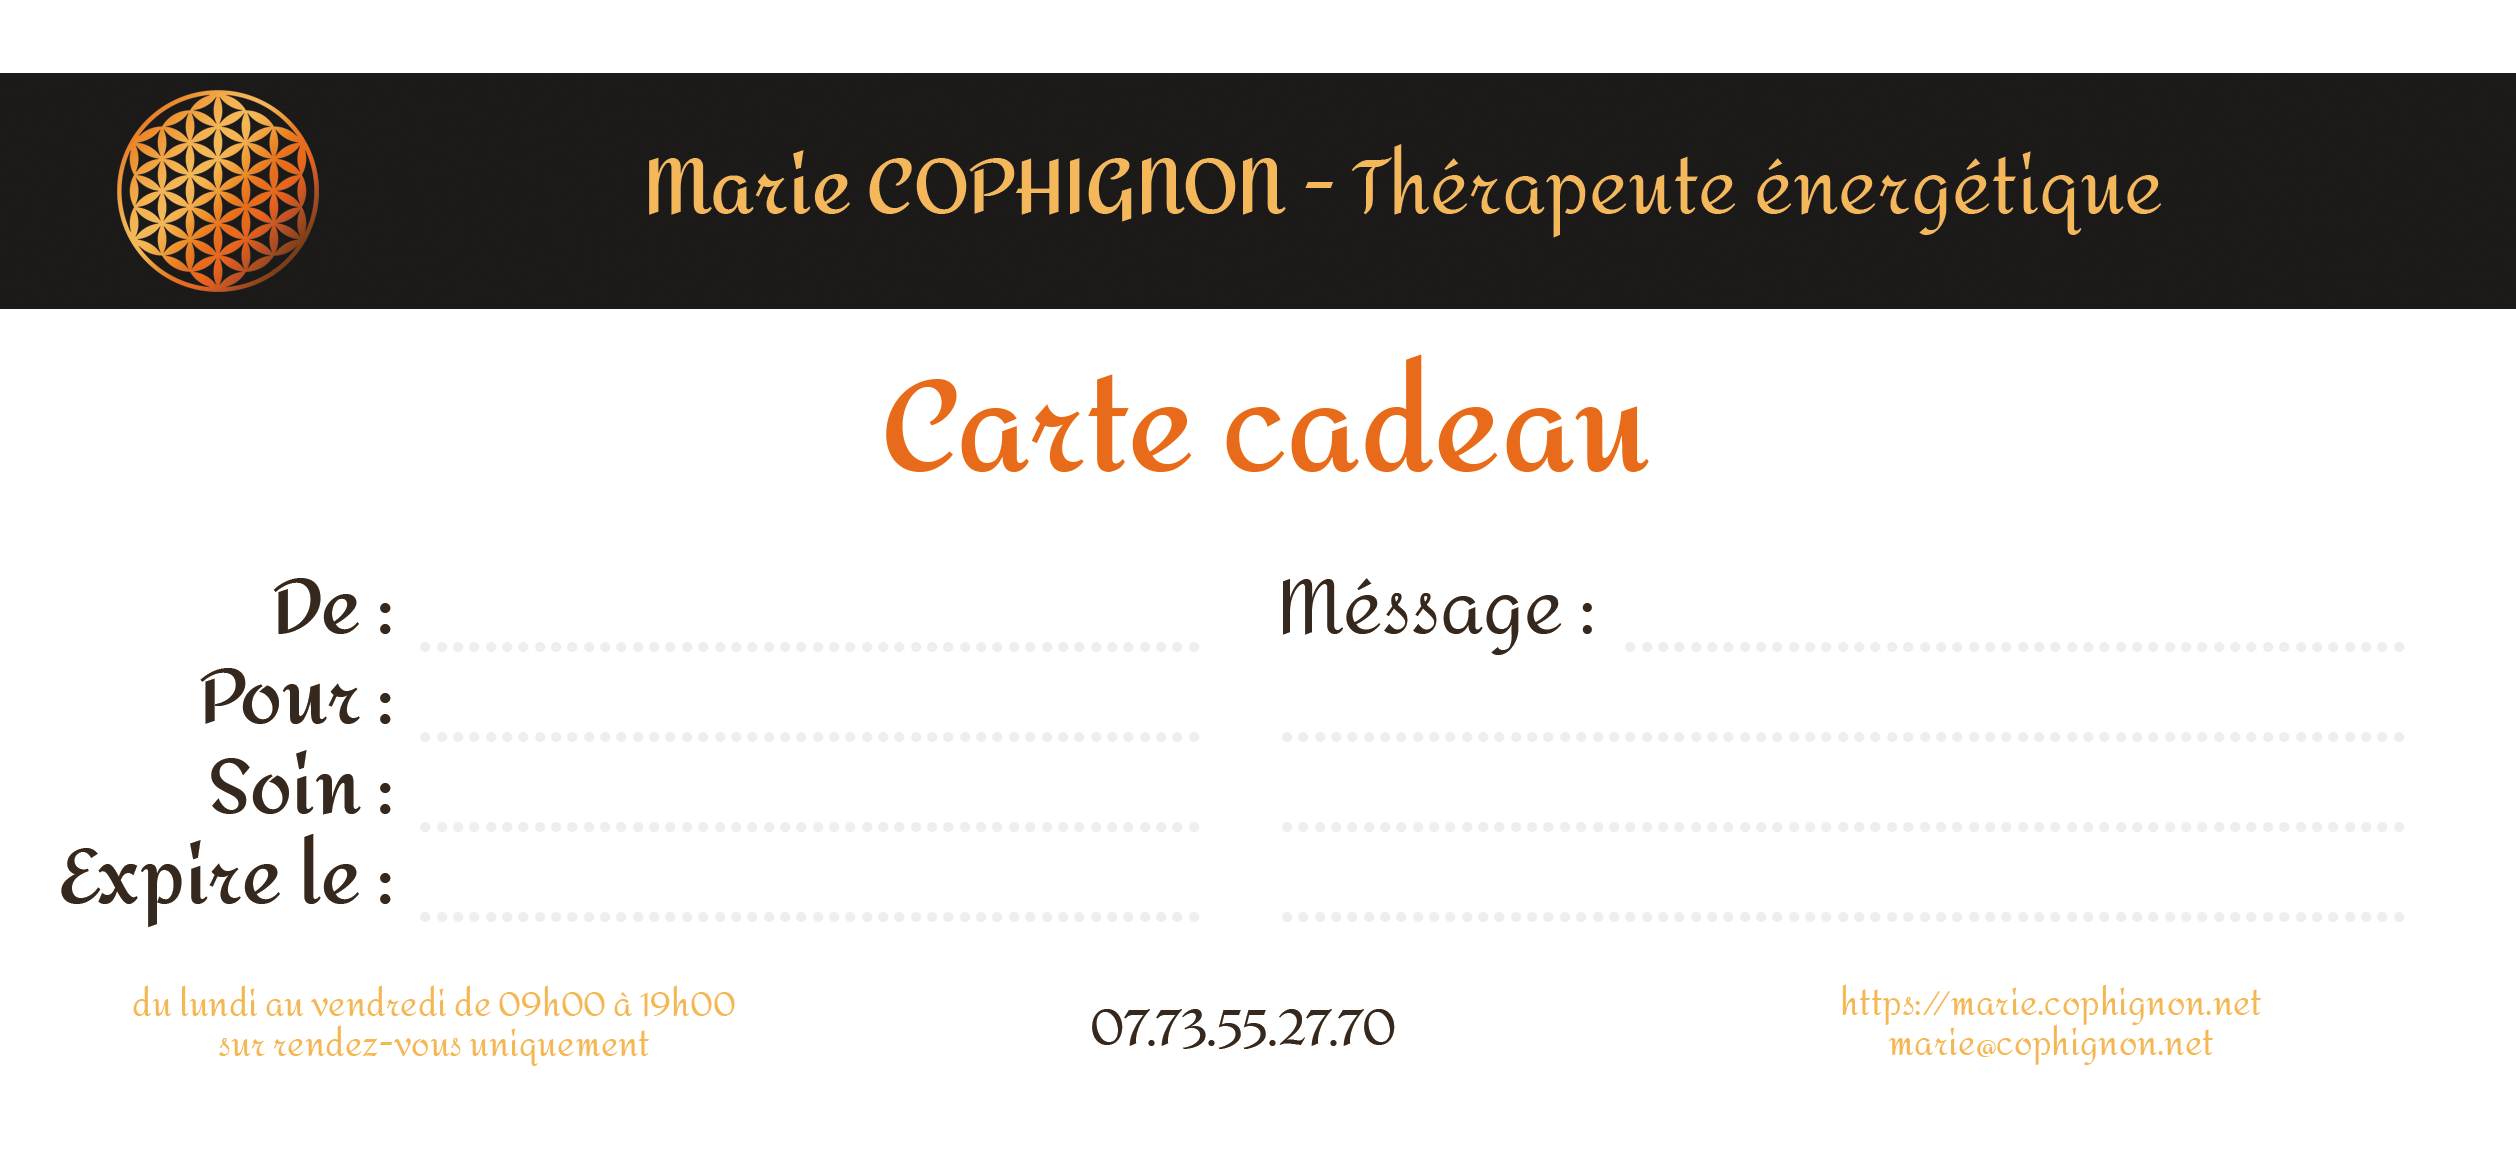 Marie COPHIGNON - Thérapeute énergétique
Carte cadeau
De :
Pour :
Soin :
Expire le :
Méssage :
du lundi au vendredi de 09h00 à 19h00
sur rendez-vous uniquement
07.73.55.27.70
https://marie.cophignon.net
marie@cophignon.net